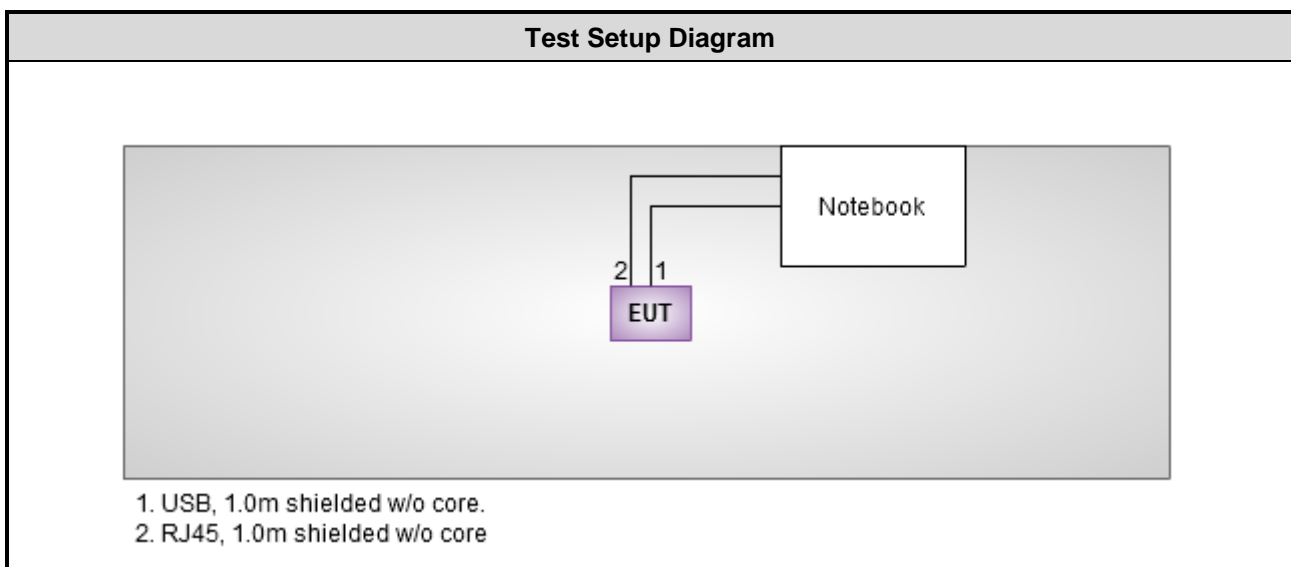 Test Setup Diagram
Notebook
2 1
EUT
1. USB, 1.0m shielded w/o core.
2. RJ45, 1.0m shielded w/o core